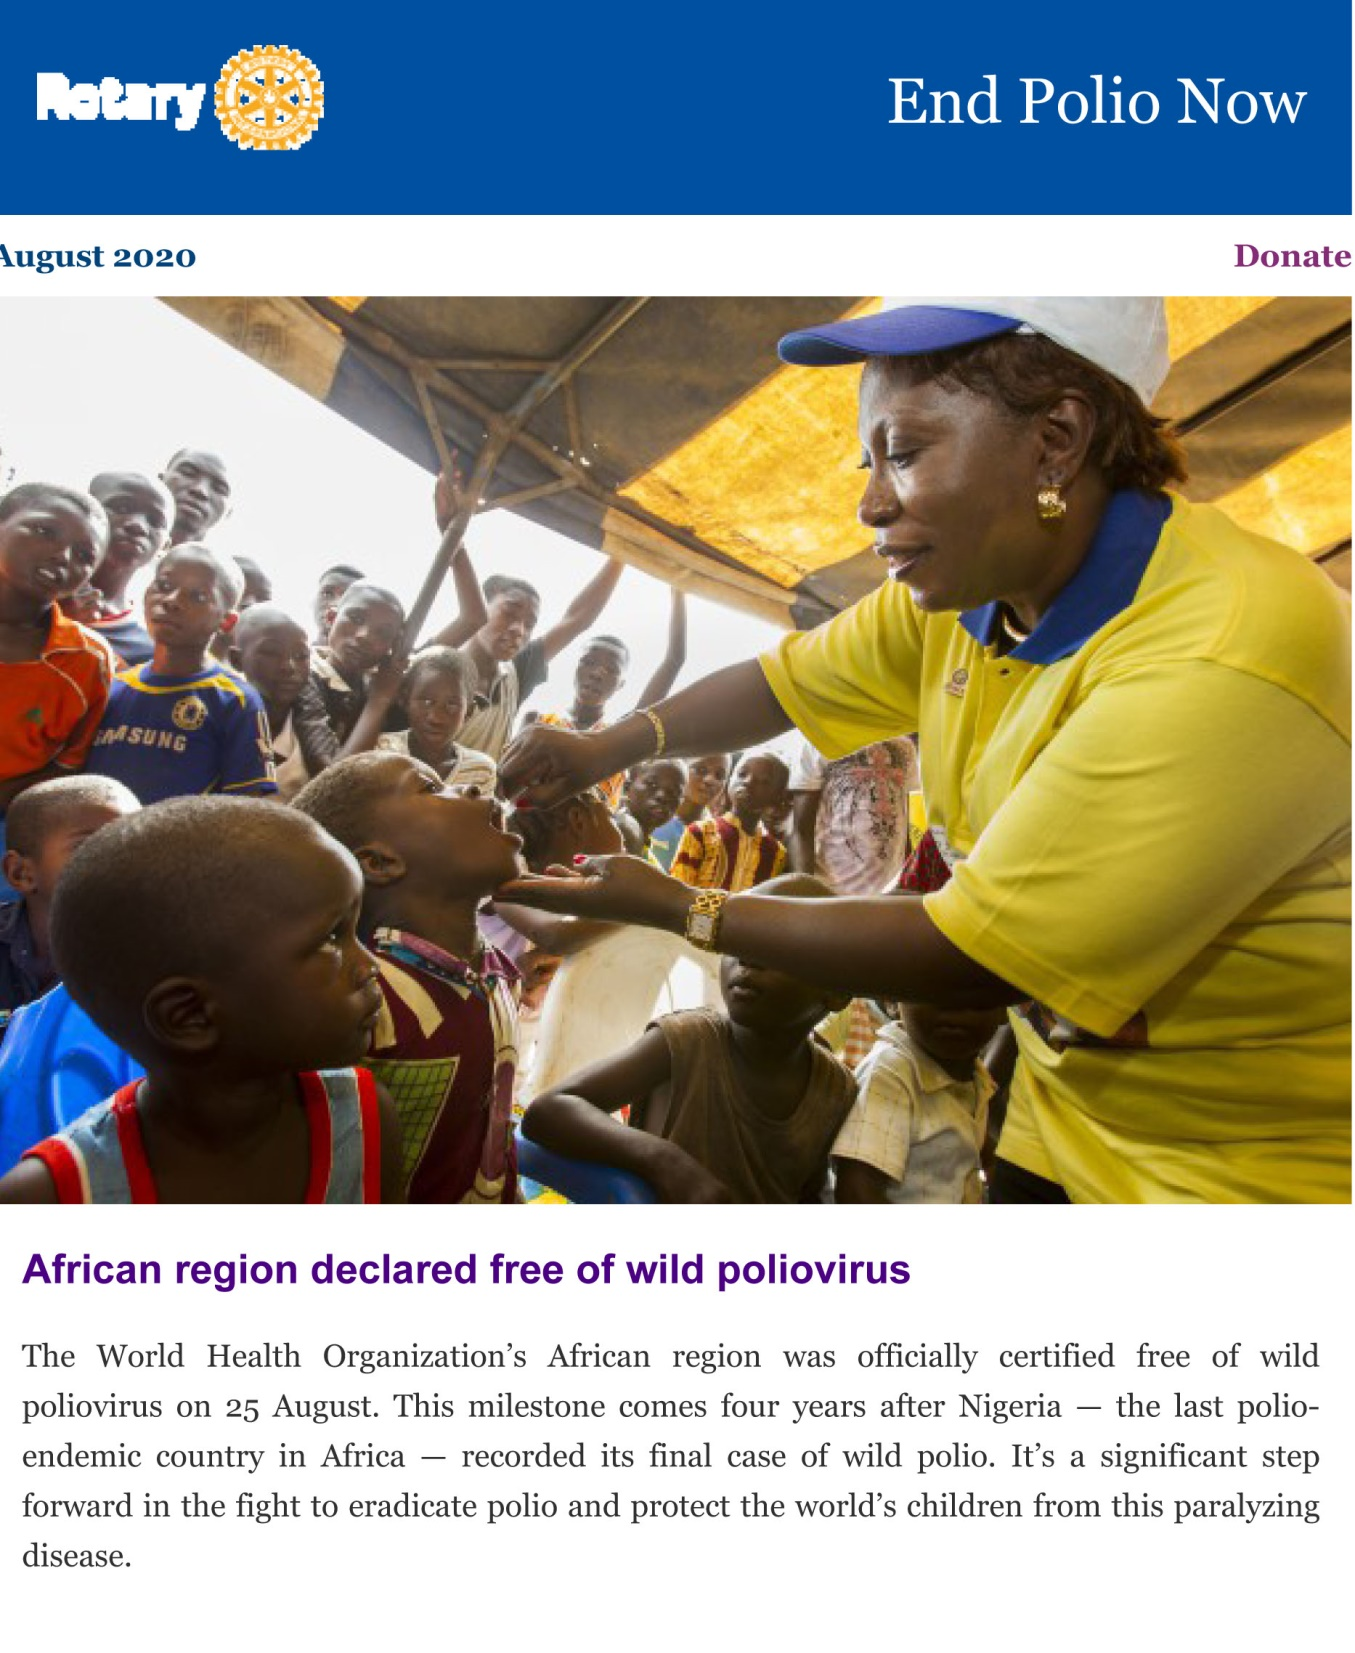 Rotary
End Polio Now
August 2020
Donate
SAMSUNG
African region declared free of wild poliovirus
The World Health Organization’s African region was officially certified free of wild
poliovirus on 25 August. This milestone comes four years after Nigeria — the last polio-
endemic country in Africa — recorded its final case of wild polio. It’s a significant step
forward in the fight to eradicate polio and protect the world’s children from this paralyzing
disease.